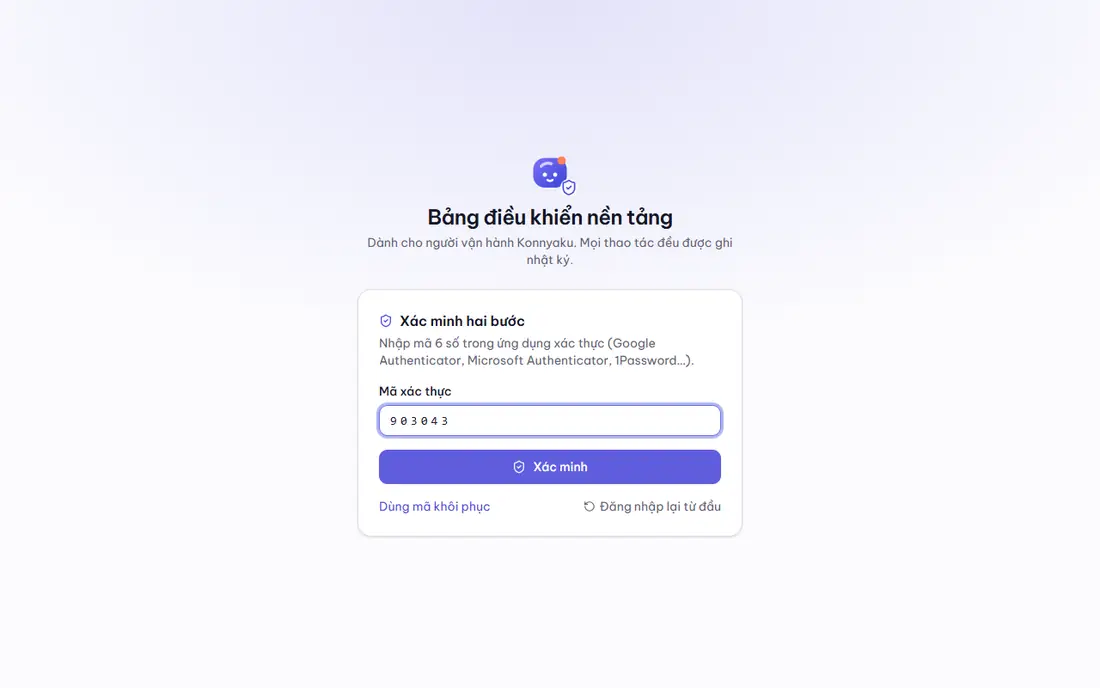 Bảng điều khiển nền tảng
Dành cho người vận hành Konnyaku. Mọi thao tác đều được ghi
nhật ký.
Xác minh hai bước
Nhập mã 6 số trong ứng dụng xác thực (Google
Authenticator, Microsoft Authenticator, 1Password…).
Mã xác thực
903043
Xác minh
Dùng mã khôi phục
Đăng nhập lại từ đầu